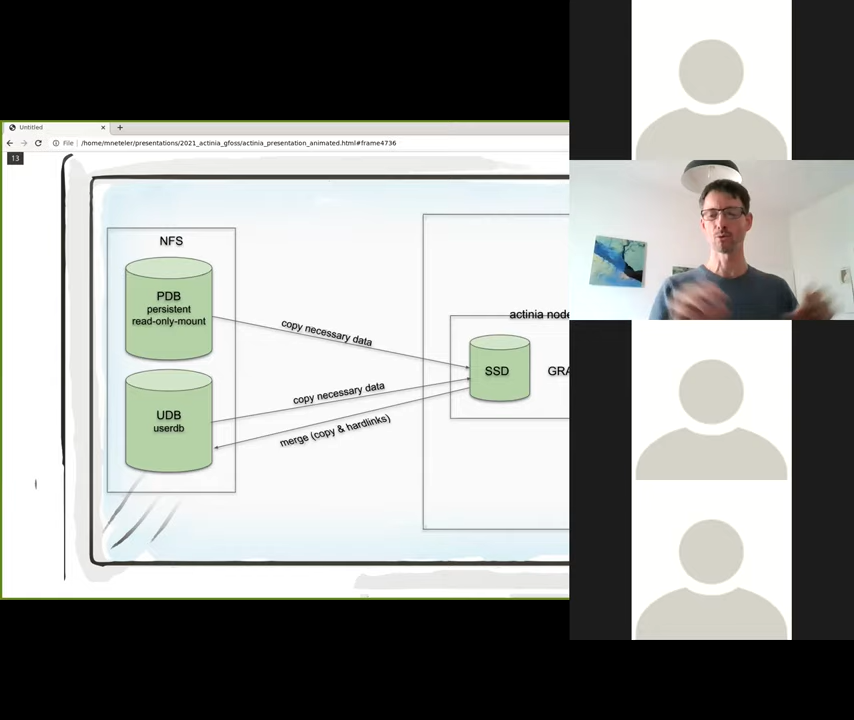 Untitled
File
/home/mneteler/presentations/2021_actinia_gfoss/actinia_presentation_animated.html#frame4736
13
NFS
PDB
persistent
read-only-mount
UDB
userdb
copy necessary data
copy necessary data
merge (copy & hardlinks)
actinia node
SSD
GRA